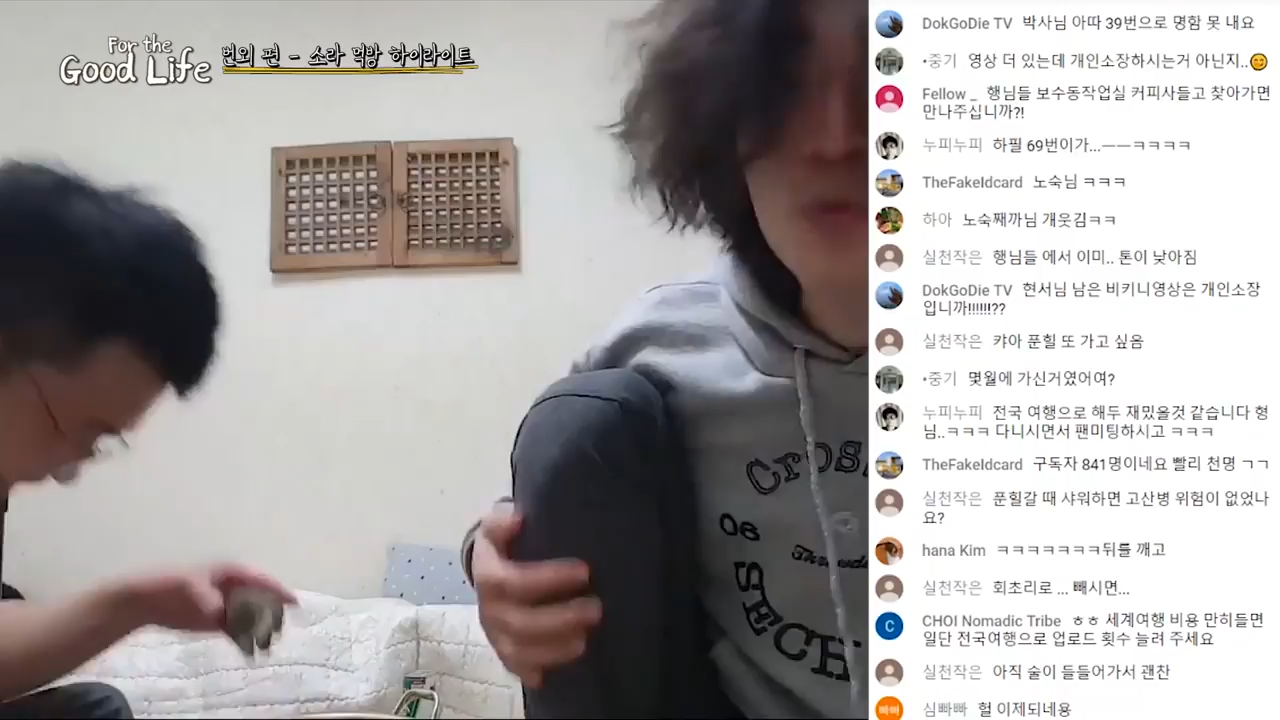 For the
Good Life
번외 편 - 소라 먹방 하이라이트
06
SECH
DokGoDie TV 박사님 아따 39번으로 명함 못 내요
•중기 영상 더 있는데 개인소장하시는거 아닌지..😊
Fellow _ 행님들 보수동작업실 커피사들고 찾아가면
만나주십니까?!
누피누피 하필 69번이가...ㅡㅡㅋㅋㅋㅋ
TheFakeIdcard 노숙님 ㅋㅋㅋ
하아 노숙째까님 개웃김ㅋㅋ
실천작은 행님들 에서 이미.. 톤이 낮아짐
DokGoDie TV 현서님 남은 비키니영상은 개인소장
입니까!!!!!!??
실천작은 캬아 푼힐 또 가고 싶음
•중기 몇월에 가신거였어여?
누피누피 전국 여행으로 해두 재밌을것 같습니다 형
님..ㅋㅋㅋ 다니시면서 팬미팅하시고 ㅋㅋㅋ
TheFakeIdcard 구독자 841명이네요 빨리 천명 ㄱㄱ
실천작은 푼힐갈 때 샤워하면 고산병 위험이 없었나
요?
hana Kim ㅋㅋㅋㅋㅋㅋㅋ뒤를 깨고
실천작은 회초리로 ... 빼시면...
C CHOI Nomadic Tribe ㅎㅎ 세계여행 비용 만히들면
일단 전국여행으로 업로드 횟수 늘려 주세요
실천작은 아직 술이 들들어가서 괜찬
빠빠 심빠빠 헐 이제되네용